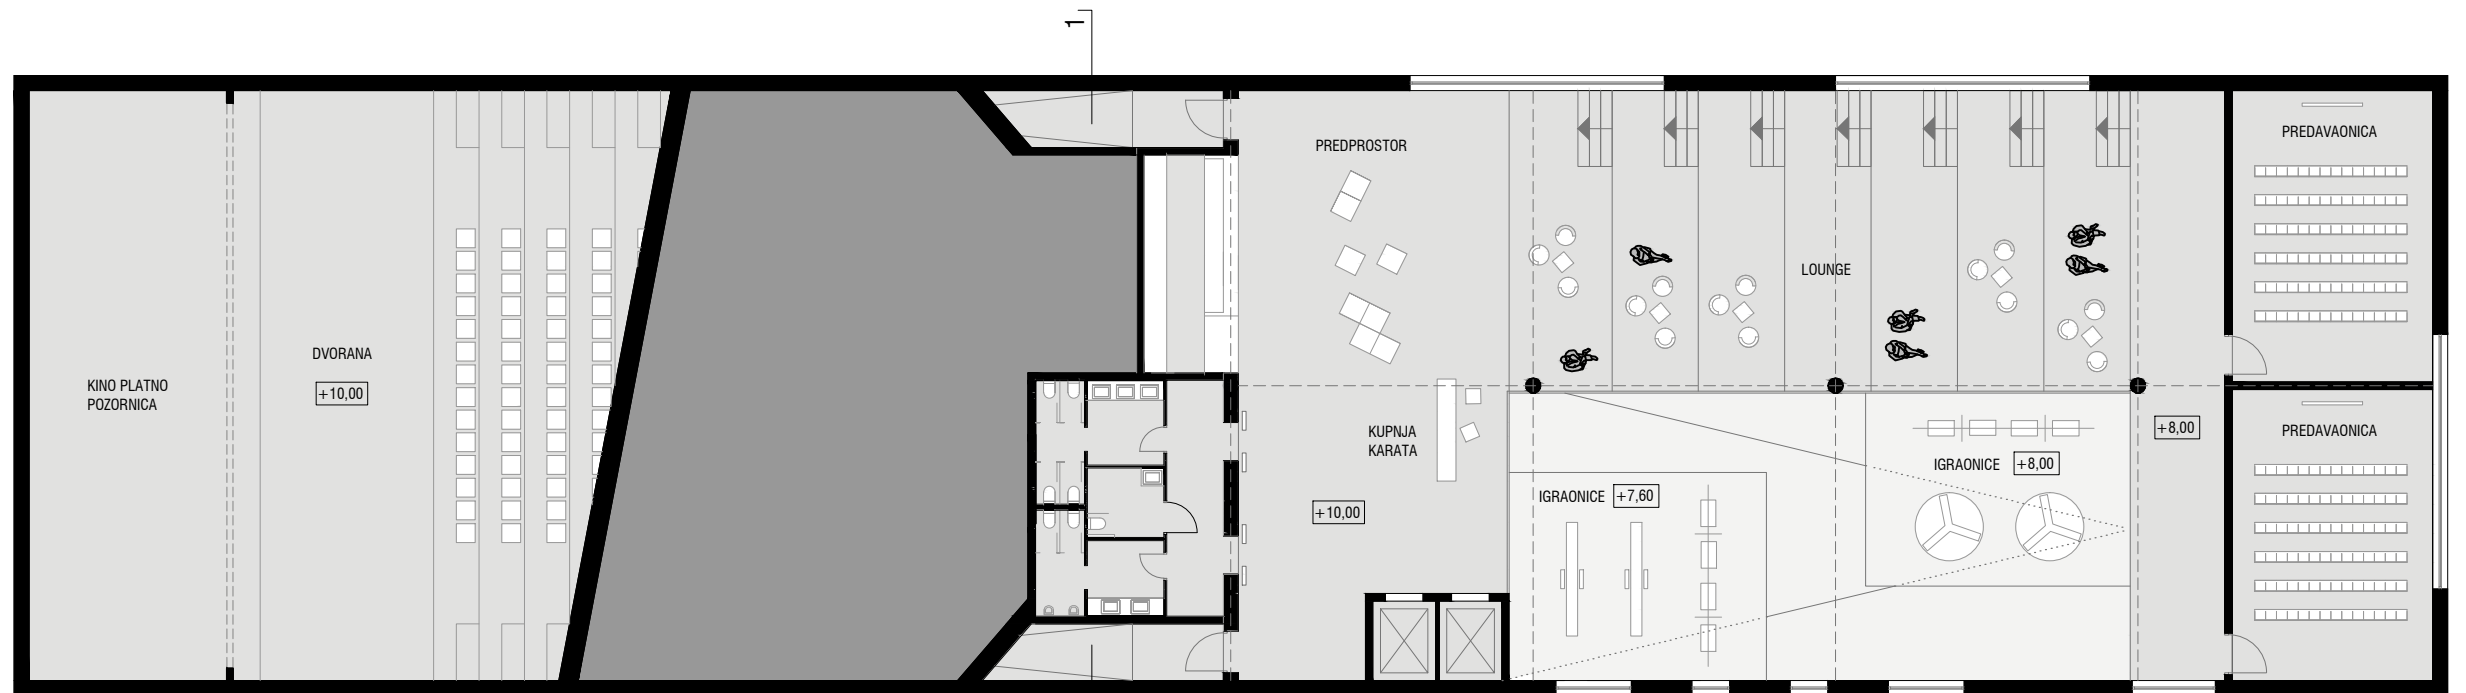 1
PREDPROSTOR
PREDAVAONICA
LOUNGE
DVORANA
+10,00
KINO PLATNO
POZORNICA
KUPNJA
KARATA
+10,00
IGRAONICE +7,60
IGRAONICE +8,00
+8,00
PREDAVAONICA